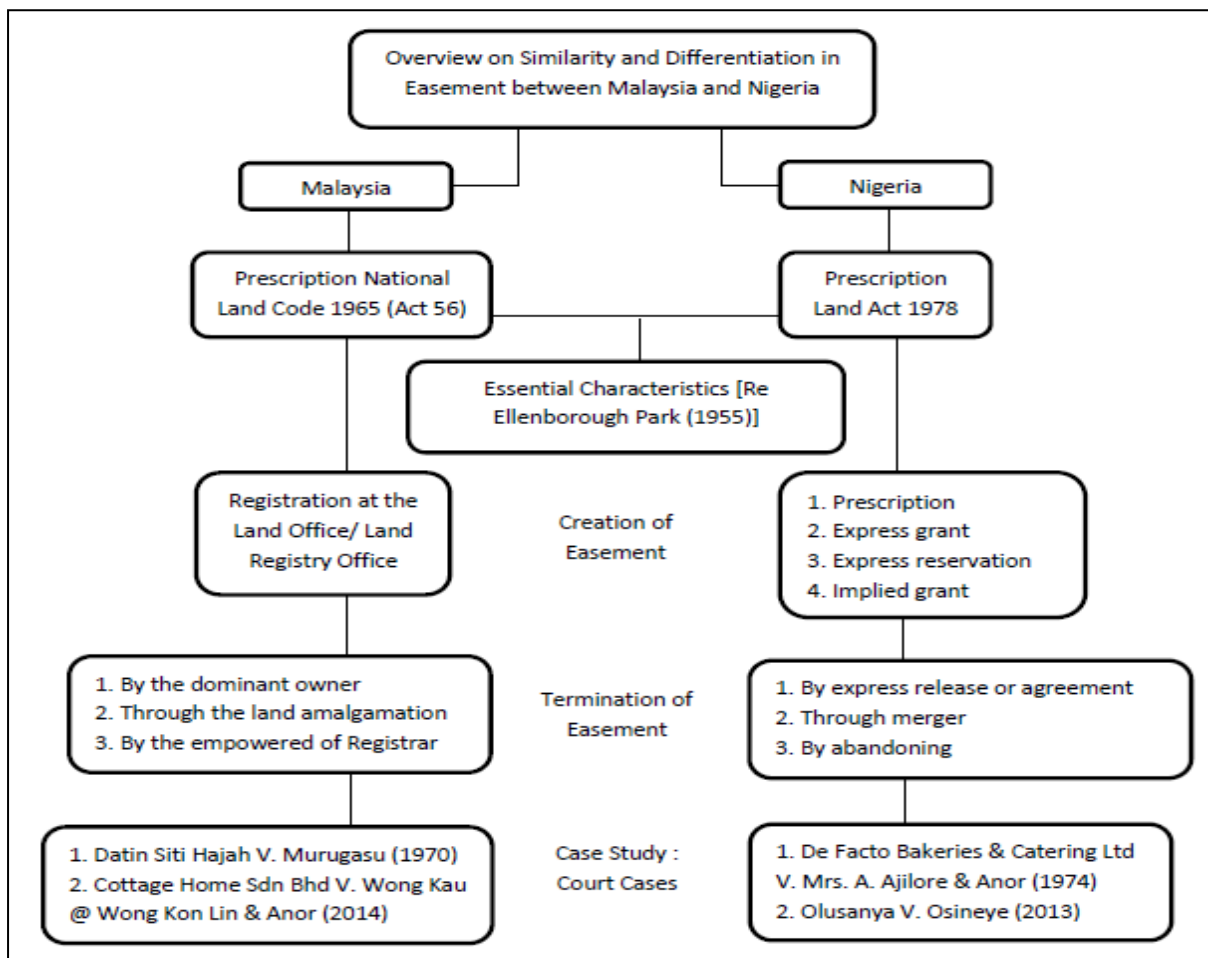 Overview on Similarity and Differentiation in
Easement between Malaysia and Nigeria
Malaysia
Nigeria
Prescription National
Land Code 1965 (Act 56)
Prescription
Land Act 1978
Essential Characteristics [Re
Ellenborough Park (1955)]
Registration at the
Land Office/ Land
Registry Office
Creation of
Easement
1. Prescription
2. Express grant
3. Express reservation
4. Implied grant
1. By the dominant owner
2. Through the land amalgamation
3. By the empowered of Registrar
Termination of
Easement
1. By express release or agreement
2. Through merger
3. By abandoning
1. Datin Siti Hajah V. Murugasu (1970)
2. Cottage Home Sdn Bhd V. Wong Kau
@ Wong Kon Lin & Anor (2014)
Case Study :
Court Cases
1. De Facto Bakeries & Catering Ltd
V. Mrs. A. Ajilore & Anor (1974)
2. Olusanya V. Osineye (2013)